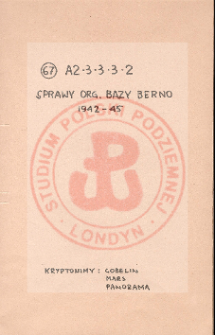 67 A2-3-3-3-2
SPRAWY ORG. BAZY BERNO
1942-45
STUDIUM POLSKI PODZIEMNEJ
LONDYN
KRYPTONIMY: GOBELIN
MARS
PANORAMA